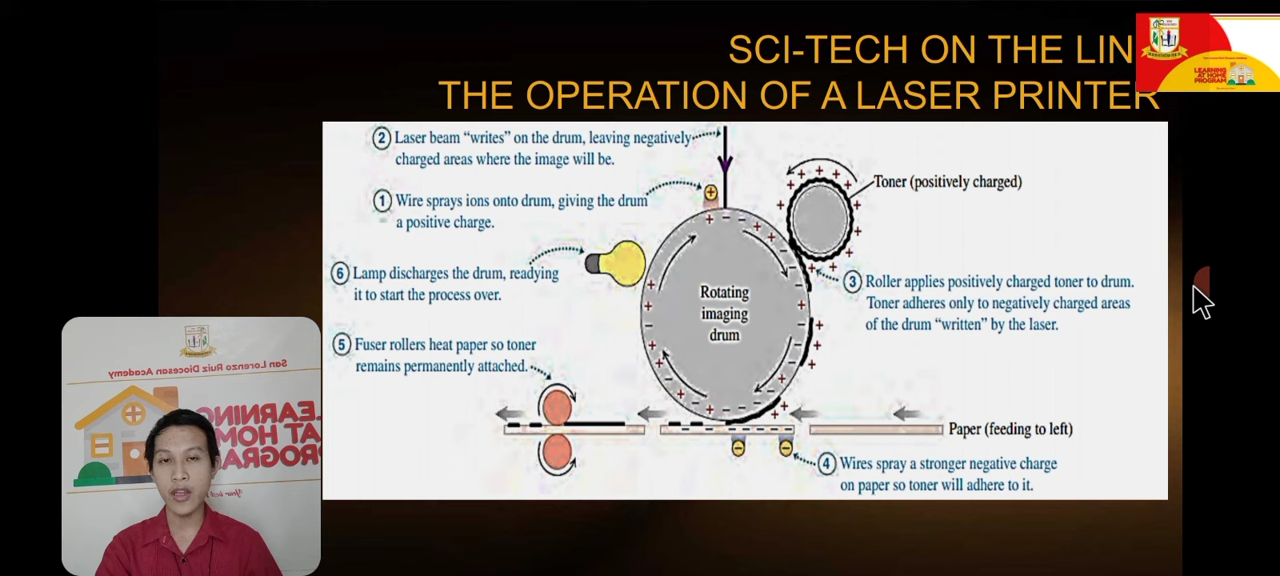 SCI-TECH ON THE LIN
THE OPERATION OF A LASER PRINTER
LEARNING
AT HOME
PROGRAM
② Laser beam “writes” on the drum, leaving negatively
charged areas where the image will be.
① Wire sprays ions onto drum, giving the drum
a positive charge.
⑥ Lamp discharges the drum, readying
it to start the process over.
⑤ Fuser rollers heat paper so toner
remains permanently attached.
Toner (positively charged)
③ Roller applies positively charged toner to drum.
Toner adheres only to negatively charged areas
of the drum “written” by the laser.
Rotating
imaging
drum
Paper (feeding to left)
④ Wires spray a stronger negative charge
on paper so toner will adhere to it.
San Lorenzo Ruiz Diocesan Academy
LEARNING
AT HOME
PROGRAM